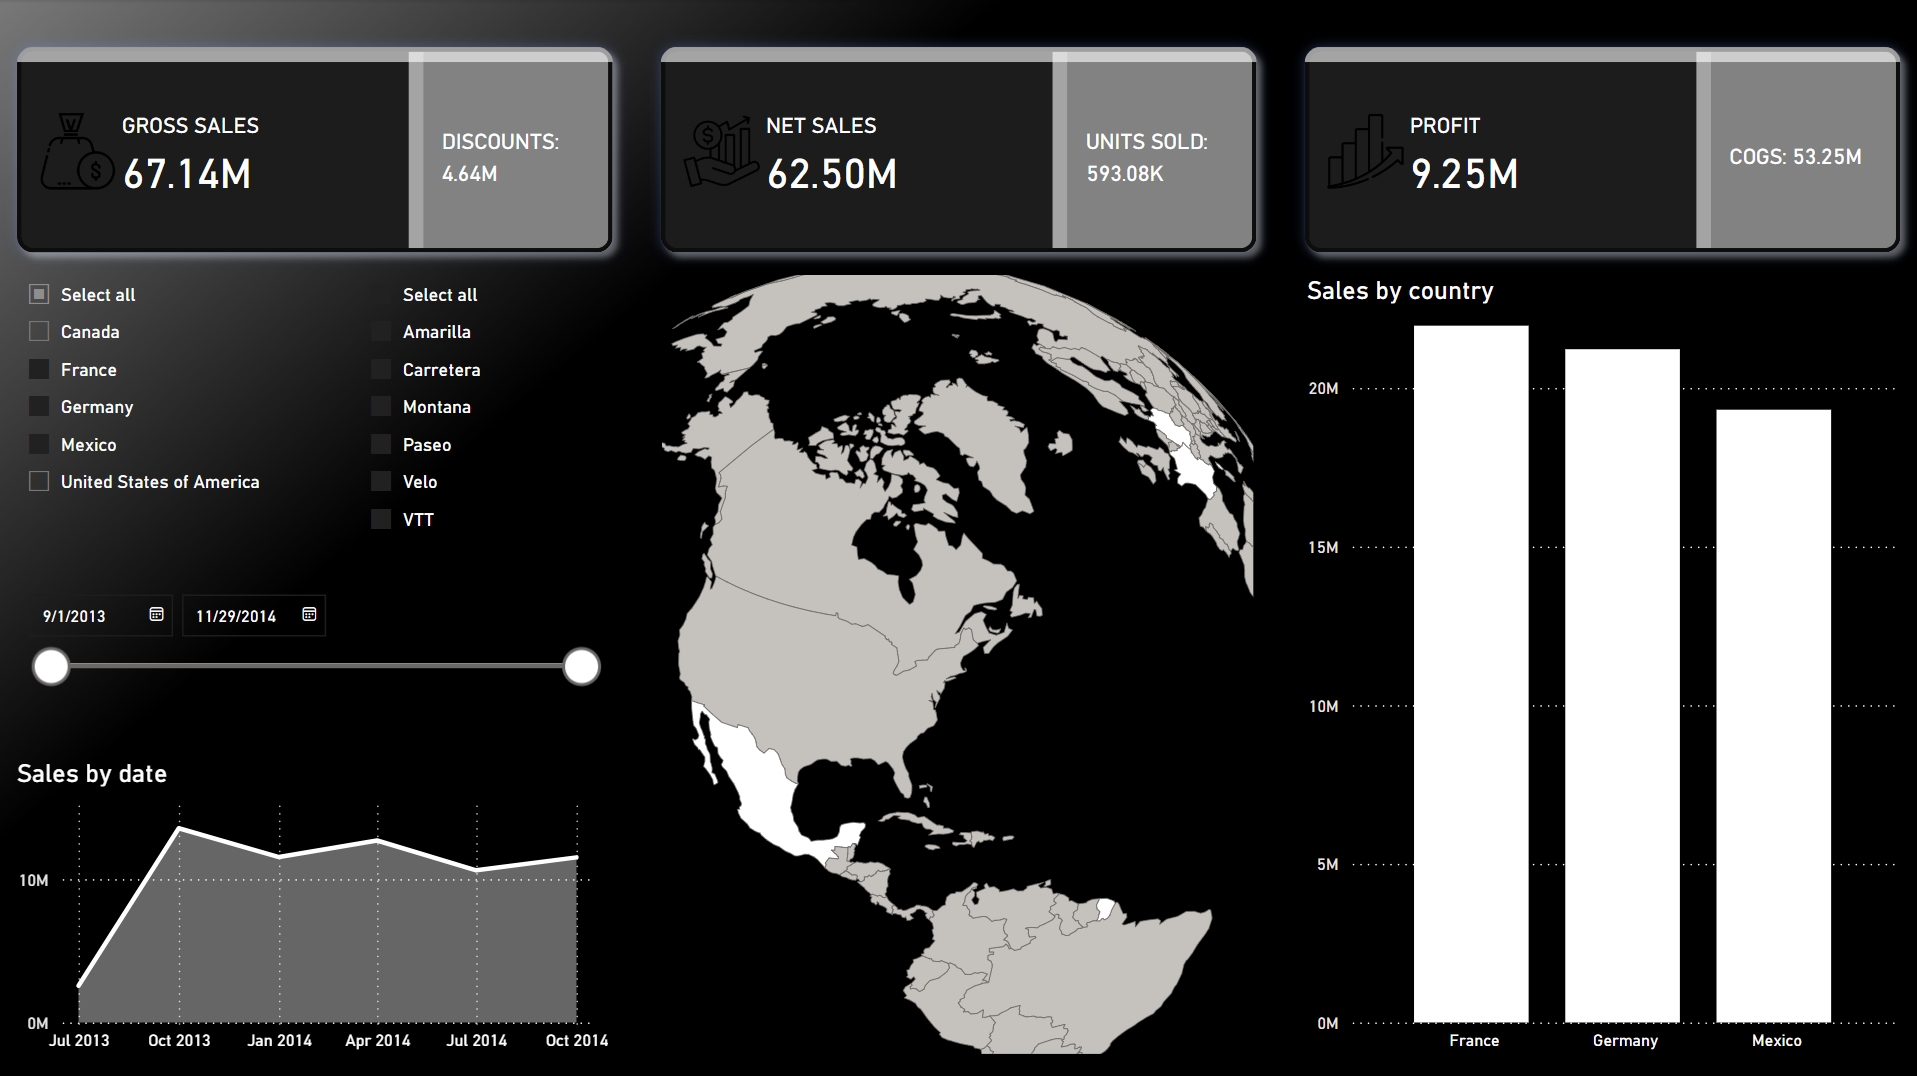 GROSS SALES
67.14M
DISCOUNTS:
4.64M
NET SALES
62.50M
UNITS SOLD:
593.08K
PROFIT
9.25M
COGS: 53.25M
Select all
Canada
France
Germany
Mexico
United States of America
Select all
Amarilla
Carretera
Montana
Paseo
Velo
VTT
9/1/2013
11/29/2014
Sales by date
10M
0M
Jul 2013 Oct 2013 Jan 2014 Apr 2014 Jul 2014 Oct 2014
Sales by country
20M
15M
10M
5M
0M
France Germany Mexico